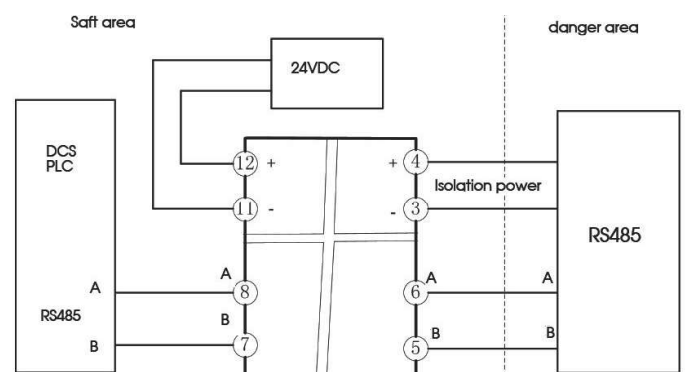 Saft area
danger area
24VDC
DCS
PLC
12 +
+ 4
Isolation power
11 -
- 3
RS485
A
A
8
6
A
A
RS485
B
B
7
5
B
B